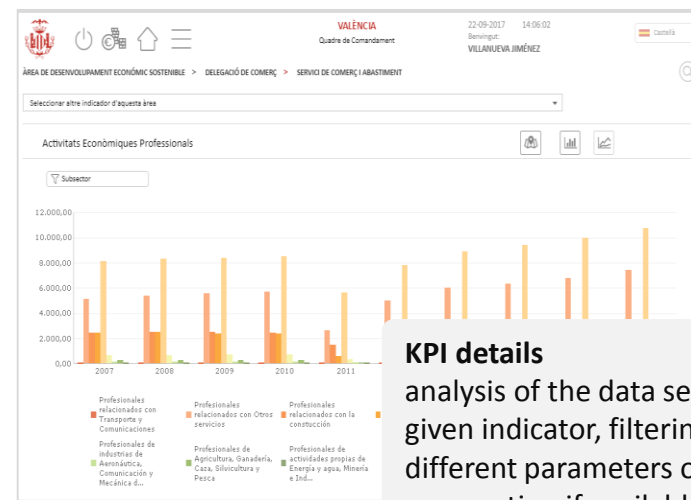 VALÈNCIA
Quadre de Comandament
22-09-2017 14:06:02
Benvingut:
VILLANUEVA JIMÉNEZ
Castellà
ÀREA DE DESENVOLUPAMENT ECONÓMIC SOSTENIBLE > DELEGACIÓ DE COMERÇ > SERVICI DE COMERÇ I ABASTIMENT
Seleccionar altre indicador d'aquesta àrea
Activitats Econòmiques Professionals
Subsector
12.000,00
10.000,00
8.000,00
6.000,00
4.000,00
2.000,00
0,00
2007 2008 2009 2010 2011
Profesionales
relacionados con
Transporte y
Comunicaciones
Profesionales
relacionados con Otros
servicios
Profesionales
relacionados con la
constucción
Profesionales de
industrias de
Aeronáutica,
Comunicación y
Mecánica d...
Profesionales de
Agricultura, Ganadería,
Caza, Silvicultura y
Pesca
Profesionales de
actividades propias de
Energía y agua, Minería
e Ind...
KPI details
analysis of the data se
given indicator, filterin
different parameters